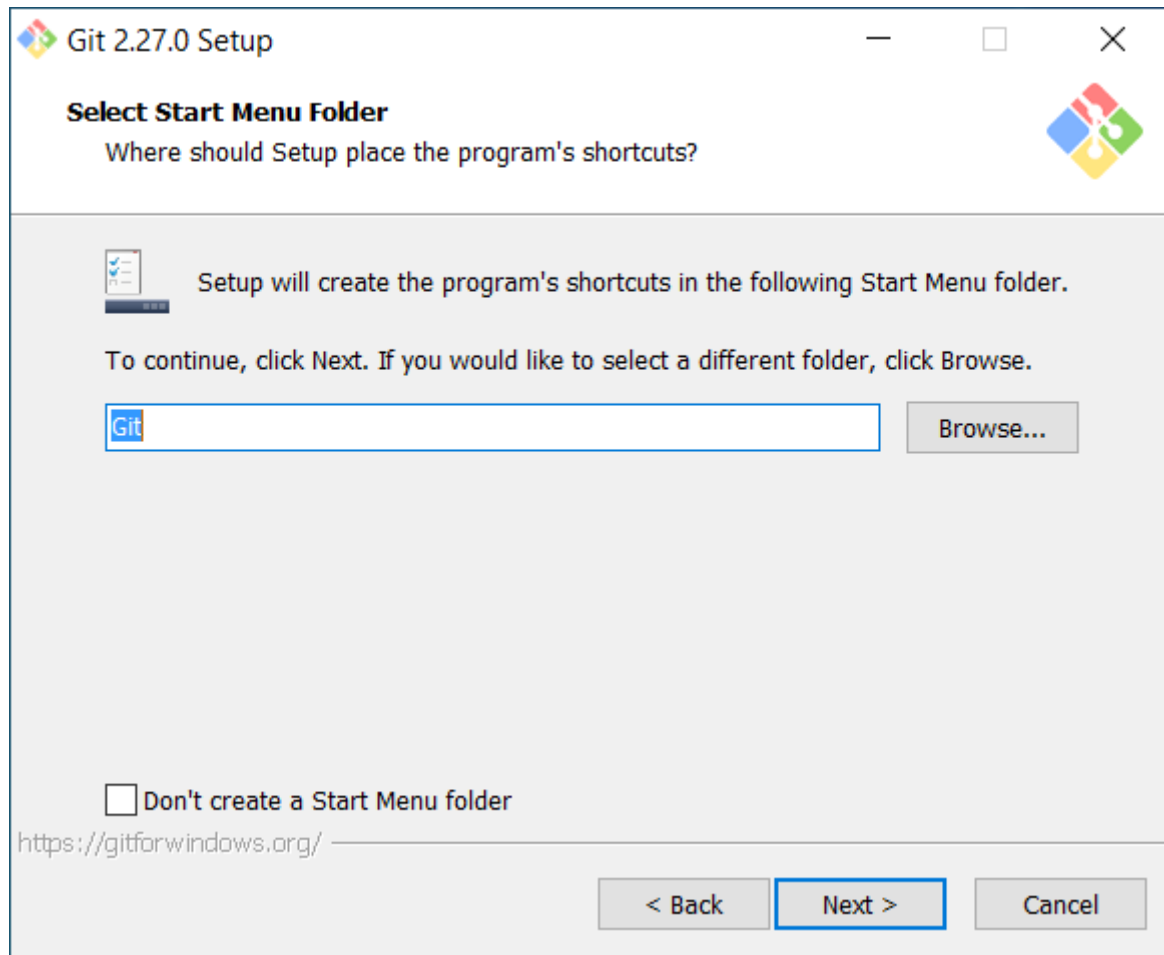 Git 2.27.0 Setup
Select Start Menu Folder
Where should Setup place the program's shortcuts?
Setup will create the program's shortcuts in the following Start Menu folder.
To continue, click Next. If you would like to select a different folder, click Browse.
Git
Browse...
Don't create a Start Menu folder
https://gitforwindows.org/
< Back
Next >
Cancel